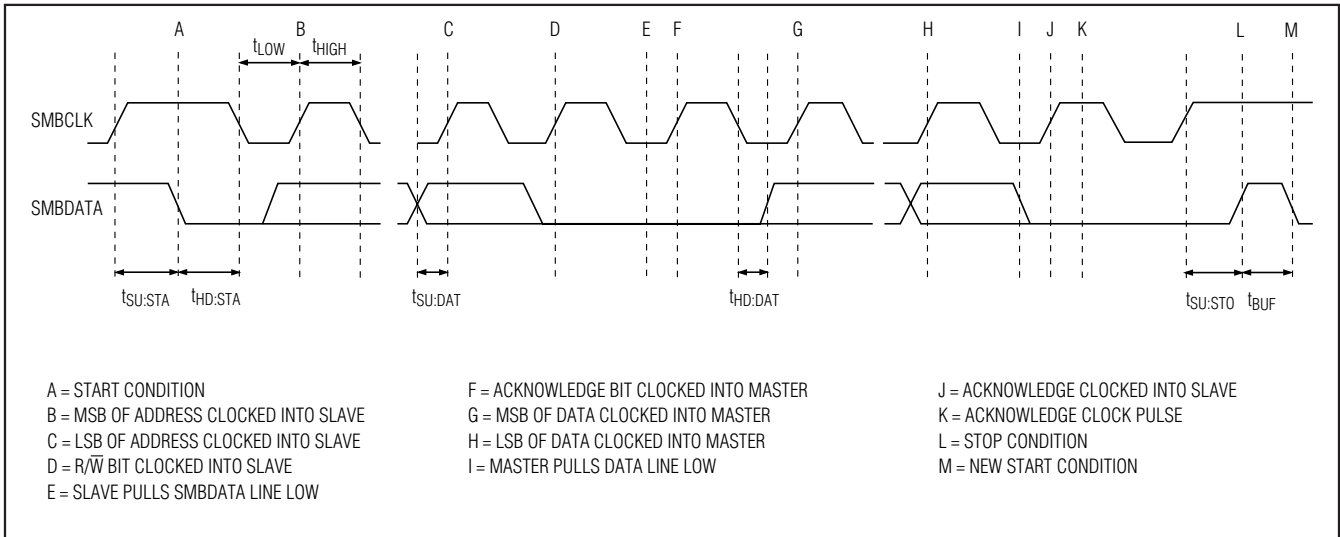 A B C D E F G H I J K L M
tLOW tHIGH
SMBCLK
SMBDATA
tSU:STA tHD:STA tSU:DAT tHD:DAT tSU:STO tBUF
A = START CONDITION
B = MSB OF ADDRESS CLOCKED INTO SLAVE
C = LSB OF ADDRESS CLOCKED INTO SLAVE
D = R/W̅ BIT CLOCKED INTO SLAVE
E = SLAVE PULLS SMBDATA LINE LOW
F = ACKNOWLEDGE BIT CLOCKED INTO MASTER
G = MSB OF DATA CLOCKED INTO MASTER
H = LSB OF DATA CLOCKED INTO MASTER
I = MASTER PULLS DATA LINE LOW
J = ACKNOWLEDGE CLOCKED INTO SLAVE
K = ACKNOWLEDGE CLOCK PULSE
L = STOP CONDITION
M = NEW START CONDITION